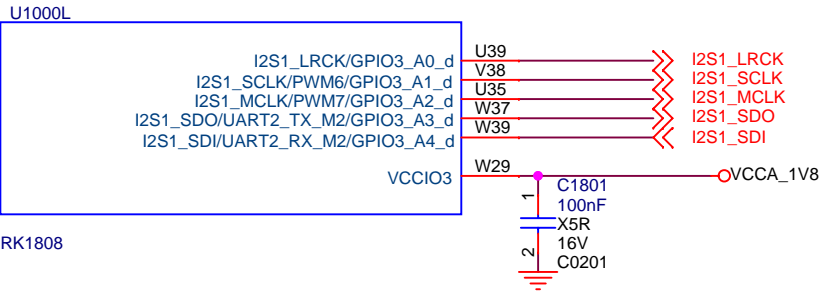 U1000L
I2S1_LRCK/GPIO3_A0_d U39 I2S1_LRCK
I2S1_SCLK/PWM6/GPIO3_A1_d V38 I2S1_SCLK
I2S1_MCLK/PWM7/GPIO3_A2_d U35 I2S1_MCLK
I2S1_SDO/UART2_TX_M2/GPIO3_A3_d W37 I2S1_SDO
I2S1_SDI/UART2_RX_M2/GPIO3_A4_d W39 I2S1_SDI
VCCIO3 W29 VCCA_1V8
1 C1801
100nF
X5R
RK1808 2 16V
C0201